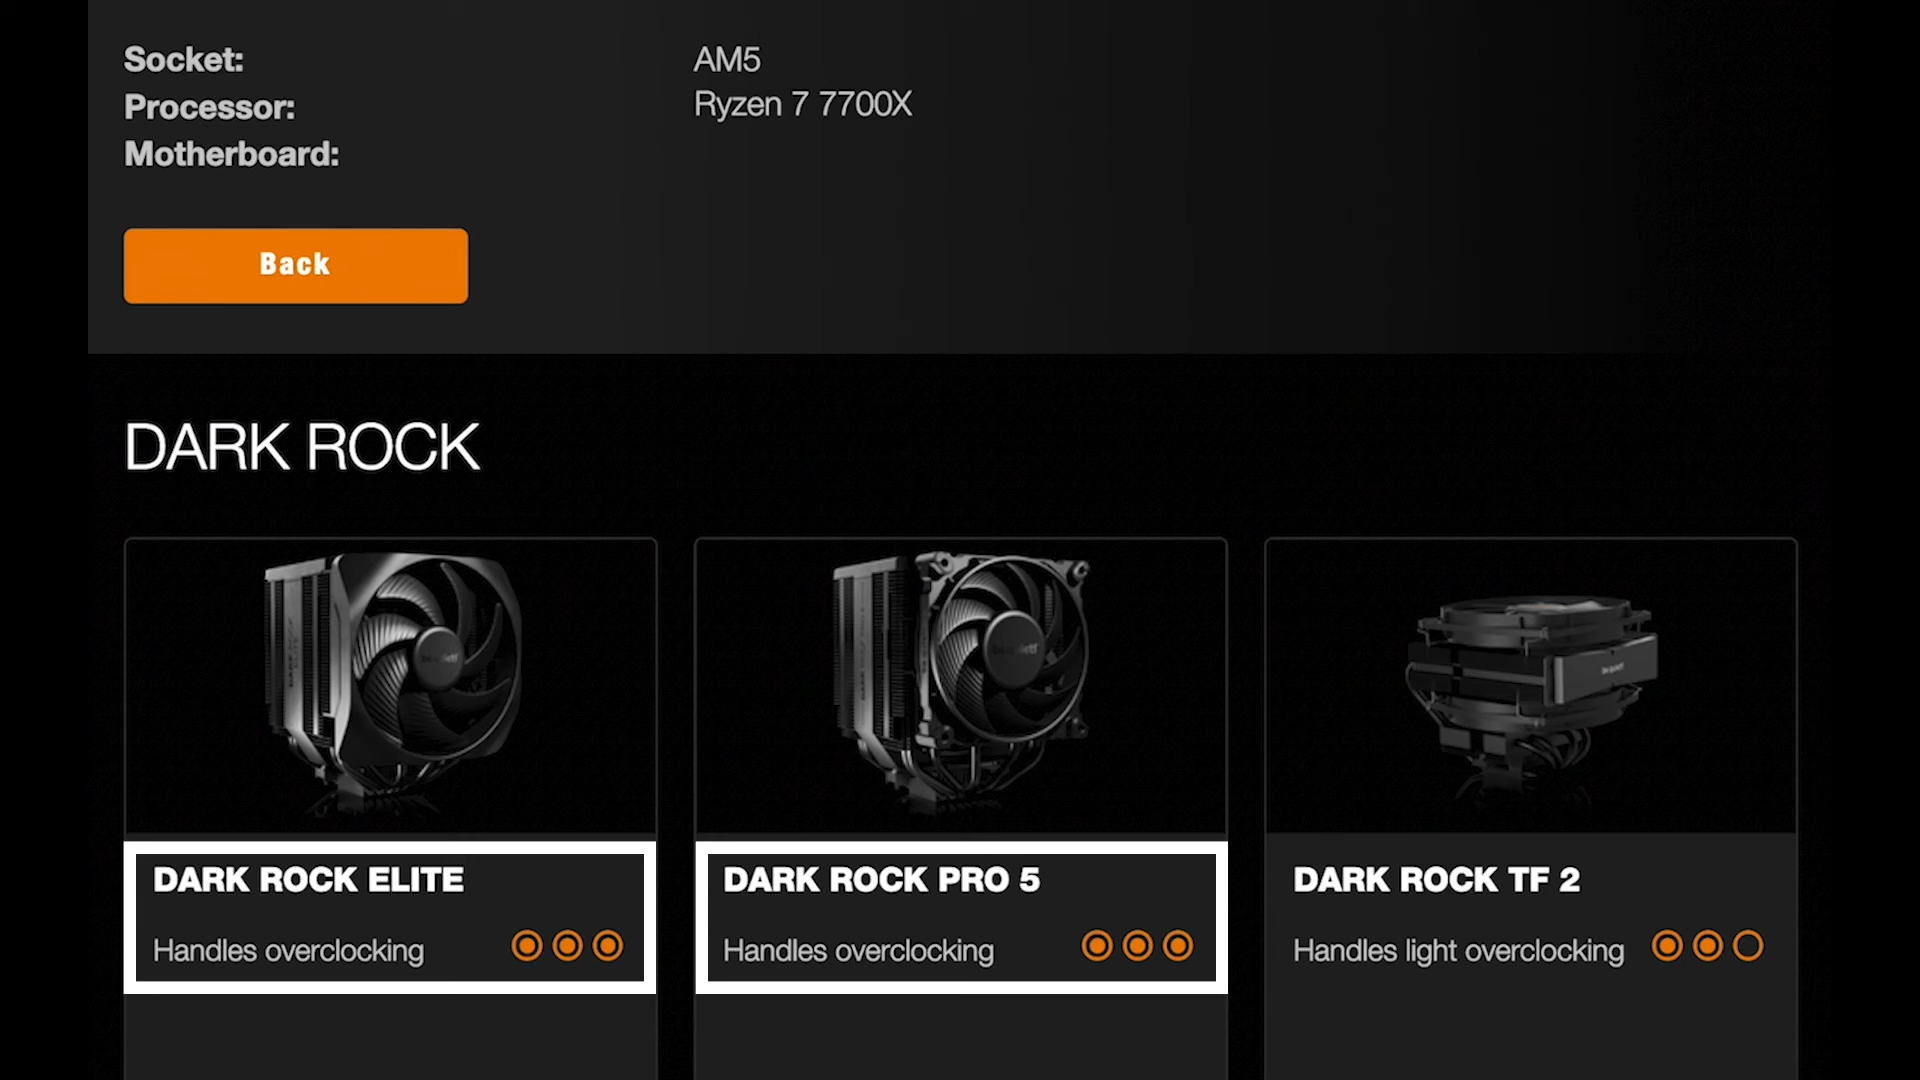 Socket: AM5
Processor: Ryzen 7 7700X
Motherboard:
Back
DARK ROCK
DARK ROCK ELITE
Handles overclocking
DARK ROCK PRO 5
Handles overclocking
DARK ROCK TF 2
Handles light overclocking